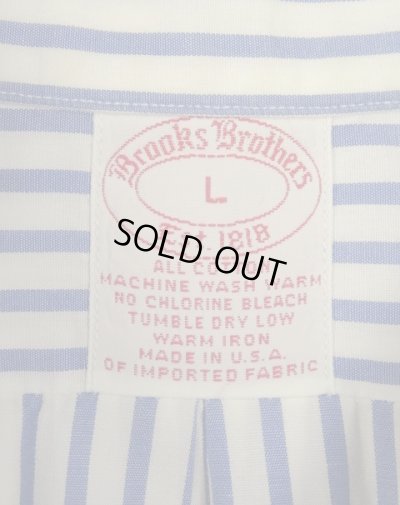 Brooks Brothers
L
Est. 1818
SOLD OUT
ALL
MACHINE WASH WARM
NO CHLORINE BLEACH
TUMBLE DRY LOW
WARM IRON
MADE IN U.S.A.
OF IMPORTED FABRIC